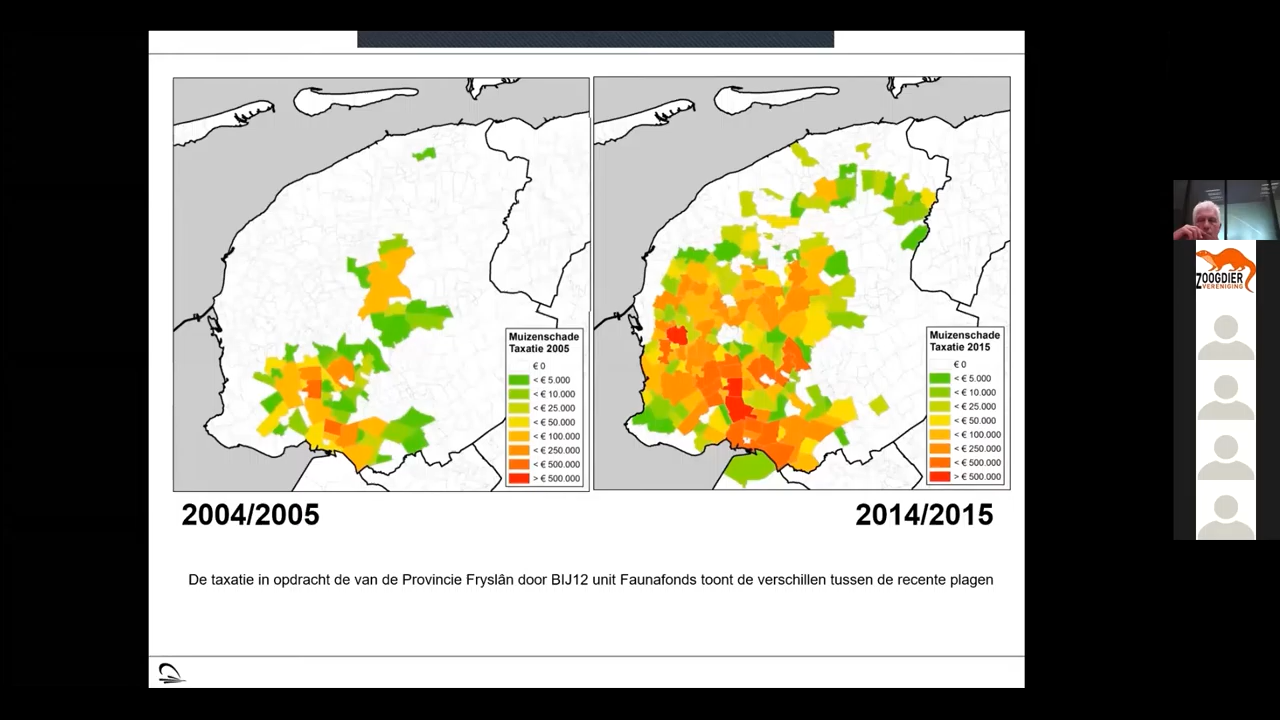 Muizenschade
Taxatie 2005
€ 0
< € 5.000
< € 10.000
< € 25.000
< € 50.000
< € 100.000
< € 250.000
< € 500.000
> € 500.000
Muizenschade
Taxatie 2015
€ 0
< € 5.000
< € 10.000
< € 25.000
< € 50.000
< € 100.000
< € 250.000
< € 500.000
> € 500.000
2004/2005
2014/2015
De taxatie in opdracht de van de Provincie Fryslân door BIJ12 unit Faunafonds toont de verschillen tussen de recente plagen
ZOOGDIER
VERENIGING